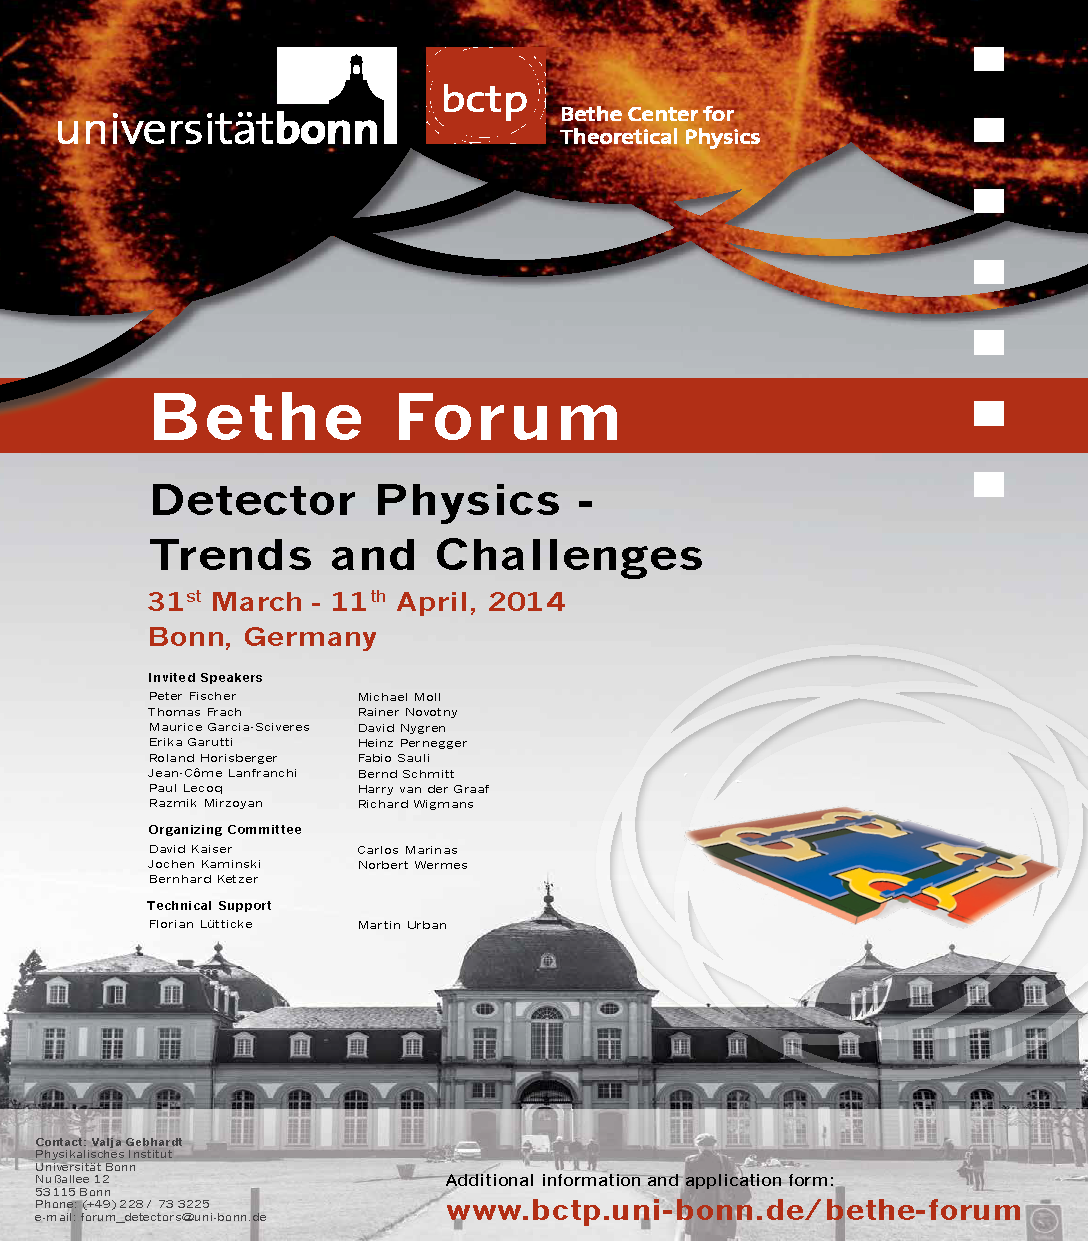 universitätbonn
bctp
Bethe Center for
Theoretical Physics
Bethe Forum
Detector Physics -
Trends and Challenges
31st March - 11th April, 2014
Bonn, Germany
Invited Speakers
Peter Fischer
Thomas Frach
Maurice Garcia-Sciveres
Erika Garutti
Roland Horisberger
Jean-Côme Lanfranchi
Paul Lecoq
Razmik Mirzoyan
Michael Moll
Rainer Novotny
David Nygren
Heinz Pernegger
Fabio Sauli
Bernd Schmitt
Harry van der Graaf
Richard Wigmans
Organizing Committee
David Kaiser
Jochen Kaminski
Bernhard Ketzer
Carlos Marinas
Norbert Wermes
Technical Support
Florian Lütticke
Martin Urban
Contact: Valja Gebhardt
Physikalisches Institut
Universität Bonn
Nußallee 12
53115 Bonn
Phone: (+49) 228 / 73 3225
e-mail: forum_detectors@uni-bonn.de
Additional information and application form:
www.bctp.uni-bonn.de/bethe-forum